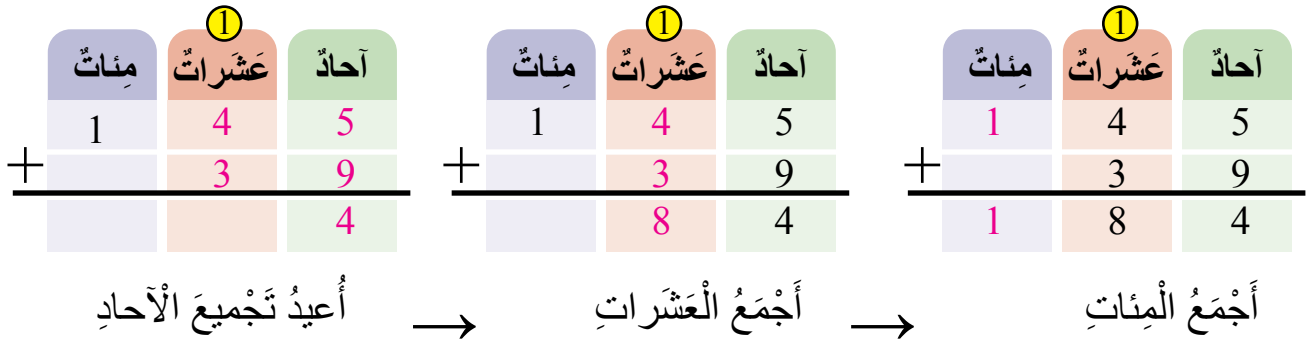 1 1 1
مِئاتٌ عَشَراتٌ آحادٌ مِئاتٌ عَشَراتٌ آحادٌ مِئاتٌ عَشَراتٌ آحادٌ
1 4 5 1 4 5 1 4 5
+ 3 9 + 3 9 + 3 9
4 8 4 1 8 4
أُعيدُ تَجْميعَ الْآحادِ → أَجْمَعُ الْعَشَراتِ → أَجْمَعُ الْمِئاتِ